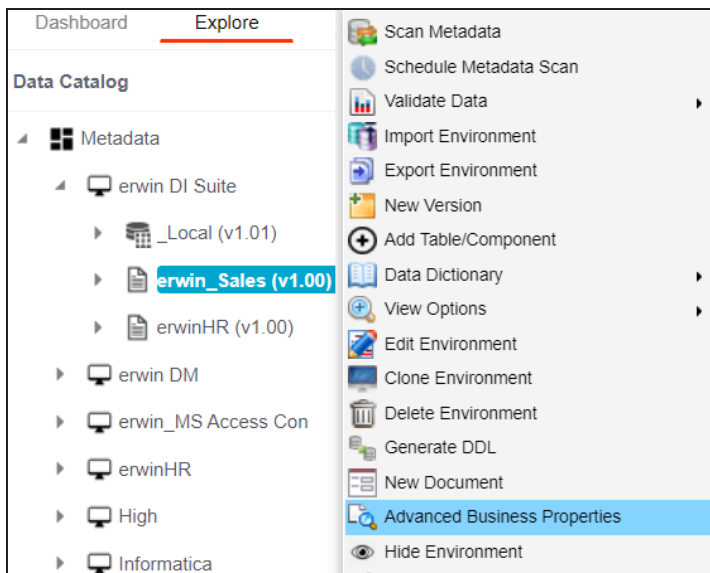 Dashboard
Explore
Data Catalog
Metadata
erwin DI Suite
_Local (v1.01)
erwin_Sales (v1.00)
erwinHR (v1.00)
erwin DM
erwin_MS Access Con
erwinHR
High
Informatica
Scan Metadata
Schedule Metadata Scan
Validate Data
Import Environment
Export Environment
New Version
Add Table/Component
Data Dictionary
View Options
Edit Environment
Clone Environment
Delete Environment
Generate DDL
New Document
Advanced Business Properties
Hide Environment